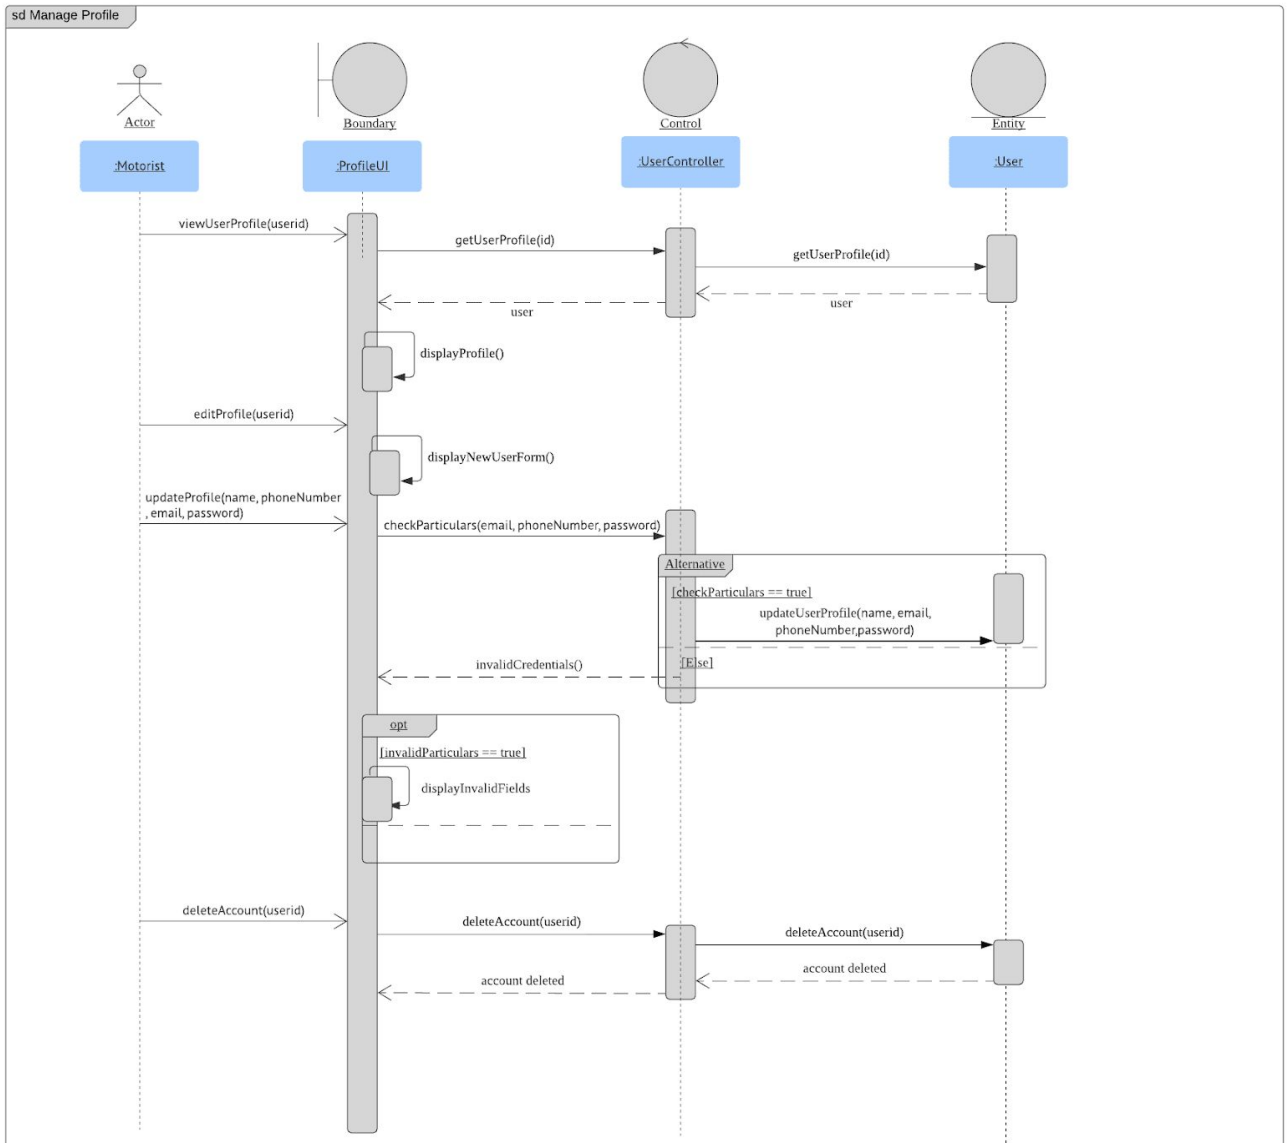 sd Manage Profile
Actor
Boundary
Control
Entity
:Motorist
:ProfileUI
:UserController
:User
viewUserProfile(userid)
getUserProfile(id)
getUserProfile(id)
user
user
displayProfile()
editProfile(userid)
displayNewUserForm()
updateProfile(name, phoneNumber
, email, password)
checkParticulars(email, phoneNumber, password)
Alternative
[checkParticulars == true]
updateUserProfile(name, email,
phoneNumber,password)
[Else]
invalidCredentials()
opt
[invalidParticulars == true]
displayInvalidFields
deleteAccount(userid)
deleteAccount(userid)
deleteAccount(userid)
account deleted
account deleted